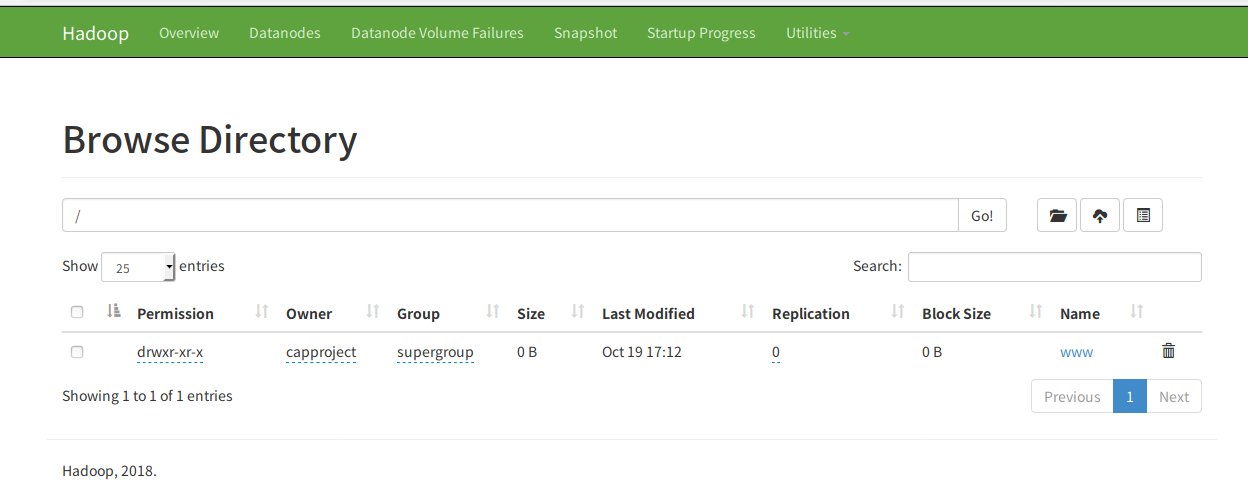 Hadoop Overview Datanodes Datanode Volume Failures Snapshot Startup Progress Utilities
Browse Directory
/ Go!
Show 25 entries Search:
Permission Owner Group Size Last Modified Replication Block Size Name
drwxr-xr-x capproject supergroup 0 B Oct 19 17:12 0 0 B www
Showing 1 to 1 of 1 entries Previous 1 Next
Hadoop, 2018.